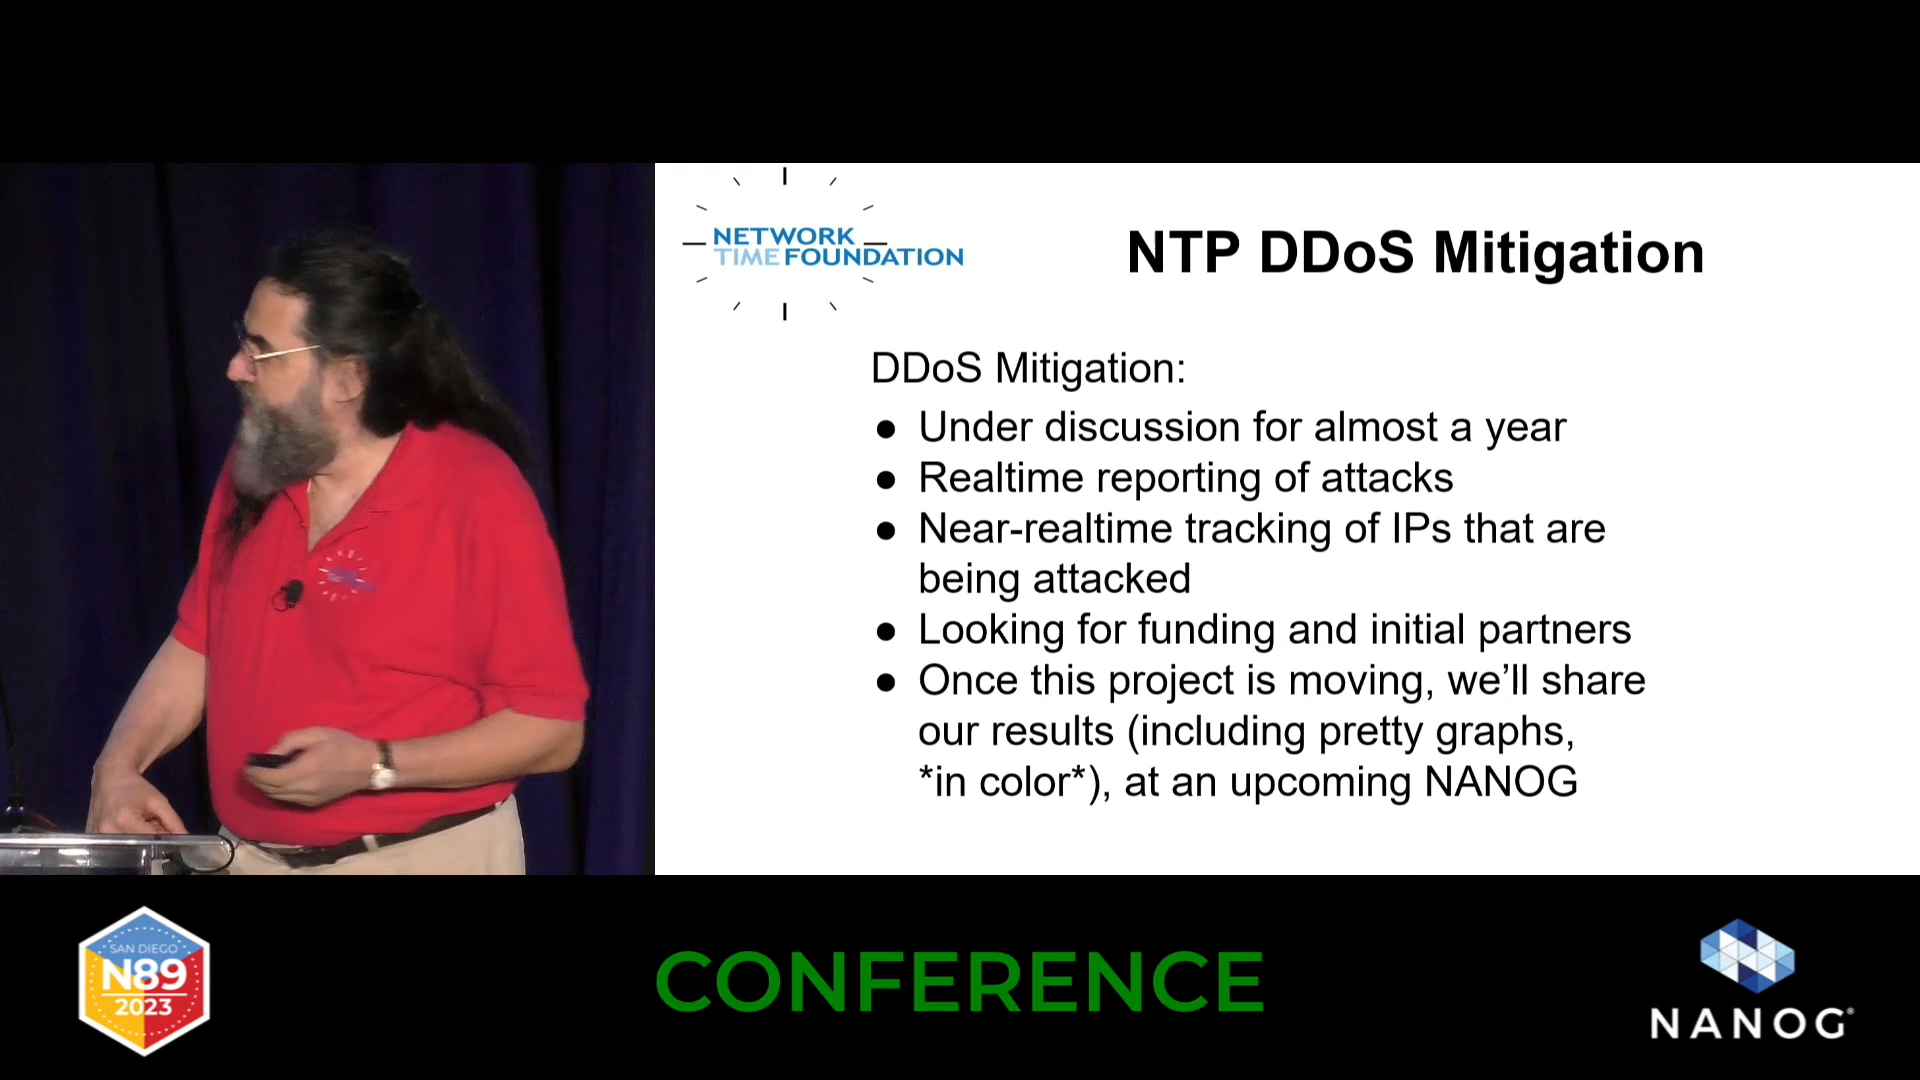 NETWORK
TIME FOUNDATION
NTP DDoS Mitigation
DDoS Mitigation:
● Under discussion for almost a year
● Realtime reporting of attacks
● Near-realtime tracking of IPs that are
being attacked
● Looking for funding and initial partners
● Once this project is moving, we’ll share
our results (including pretty graphs,
*in color*), at an upcoming NANOG
SAN DIEGO
N89
2023
CONFERENCE
NANOG®